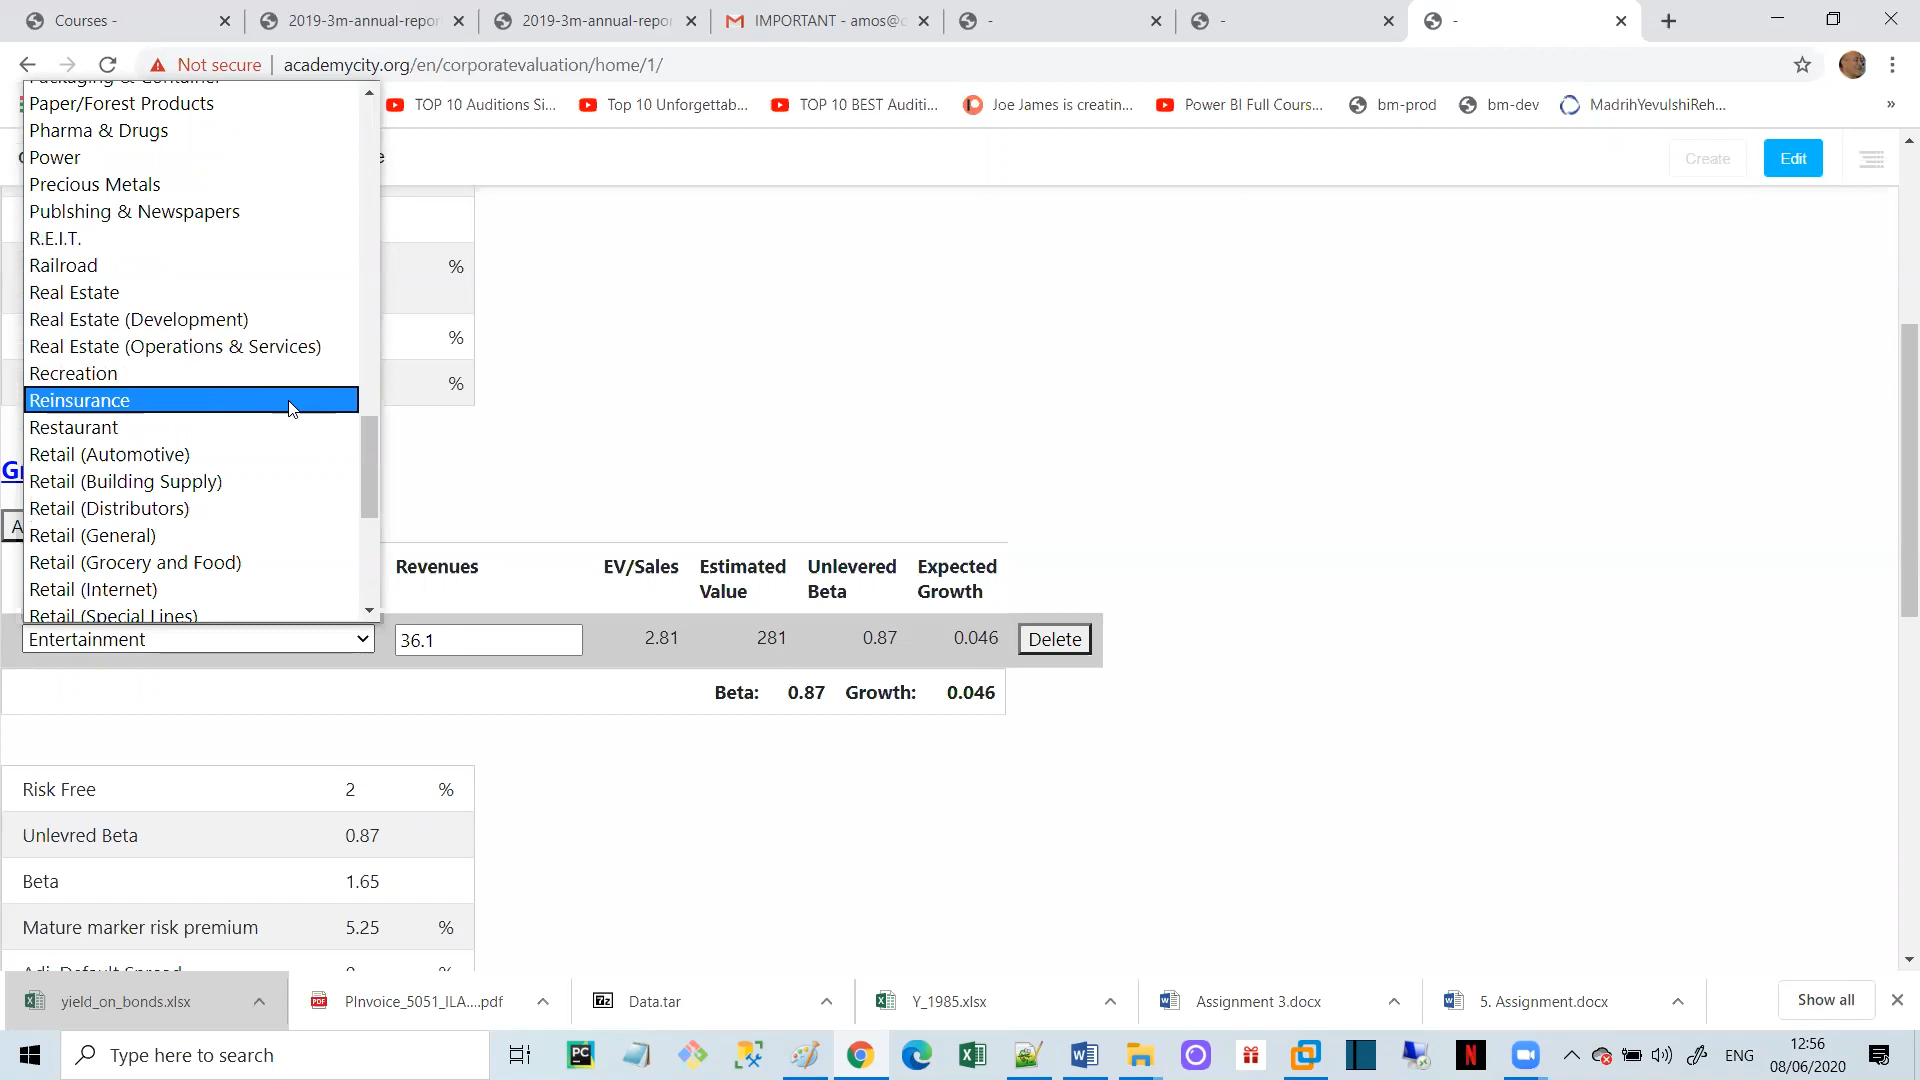 Courses -
2019-3m-annual-repor
2019-3m-annual-repor
IMPORTANT - amos@
-
-
-
Not secure
academycity.org/en/corporatevaluation/home/1/
TOP 10 Auditions Si...
Top 10 Unforgettab...
TOP 10 BEST Auditi...
Joe James is creatin...
Power BI Full Cours...
bm-prod
bm-dev
MadrihYevulshiReh...
»
Create
Edit
Packaging & Container
Paper/Forest Products
Pharma & Drugs
Power
Precious Metals
Publshing & Newspapers
R.E.I.T.
Railroad
Real Estate
Real Estate (Development)
Real Estate (Operations & Services)
Recreation
Reinsurance
Restaurant
Retail (Automotive)
Retail (Building Supply)
Retail (Distributors)
Retail (General)
Retail (Grocery and Food)
Retail (Internet)
Retail (Special Lines)
%
%
%
Gr
A
Revenues
EV/Sales
Estimated Value
Unlevered Beta
Expected Growth
Entertainment
36.1
2.81
281
0.87
0.046
Delete
Beta: 0.87 Growth: 0.046
Risk Free 2 %
Unlevred Beta 0.87
Beta 1.65
Mature marker risk premium 5.25 %
Adj. Default Spread 0 %
yield_on_bonds.xlsx
PInvoice_5051_ILA....pdf
Data.tar
Y_1985.xlsx
Assignment 3.docx
5. Assignment.docx
Show all
Type here to search
ENG
12:56
08/06/2020